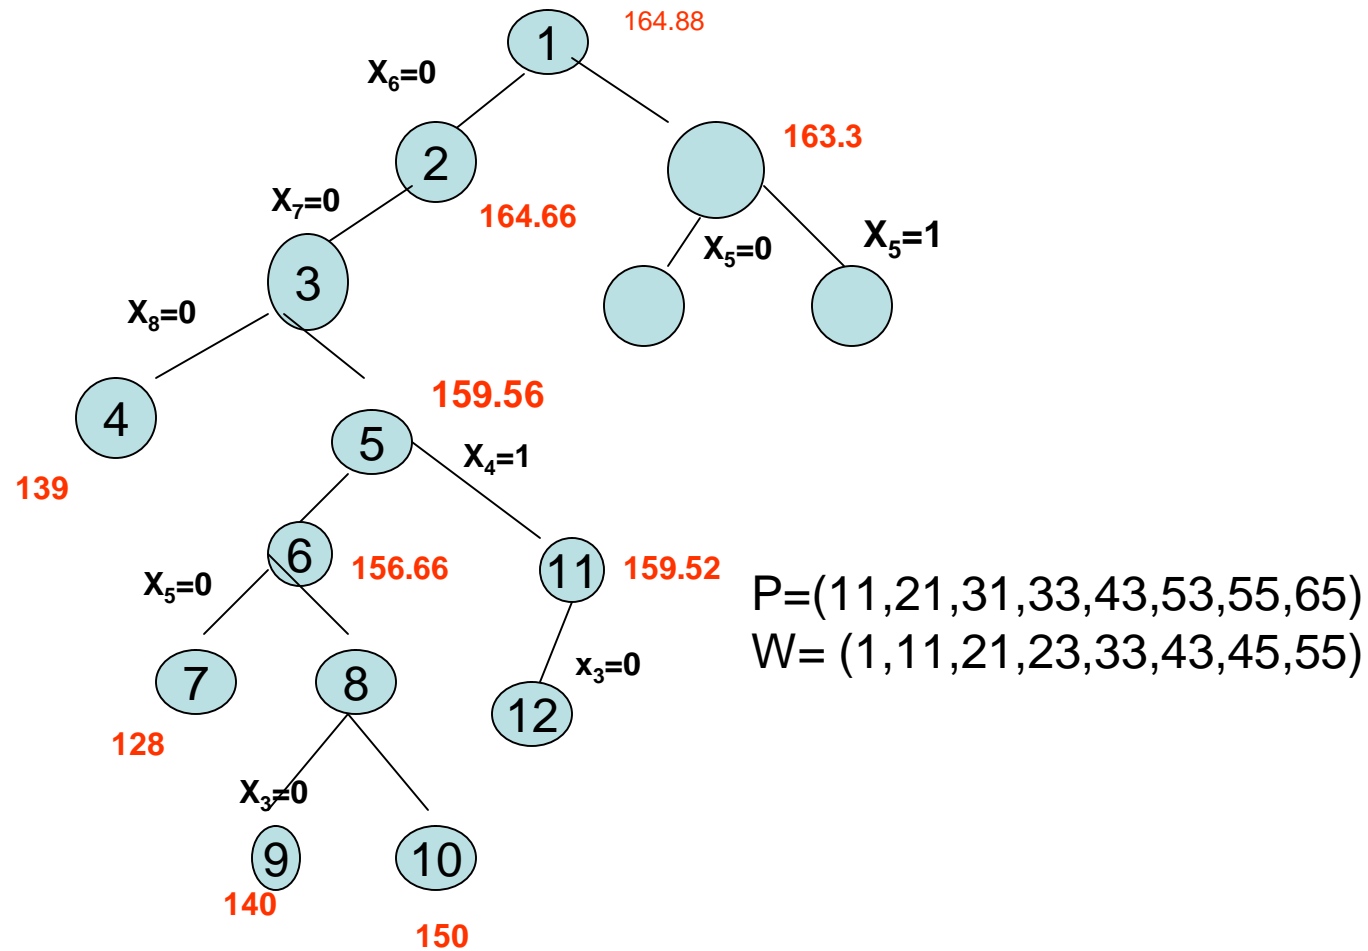 1
164.88
X₆=0
163.3
2
X₇=0
164.66
X₅=0
X₅=1
3
X₈=0
159.56
4
5
X₄=1
139
6
156.66
11
159.52
X₅=0
P=(11,21,31,33,43,53,55,65)
W= (1,11,21,23,33,43,45,55)
x₃=0
7
8
12
128
X₃=0
9
10
140
150